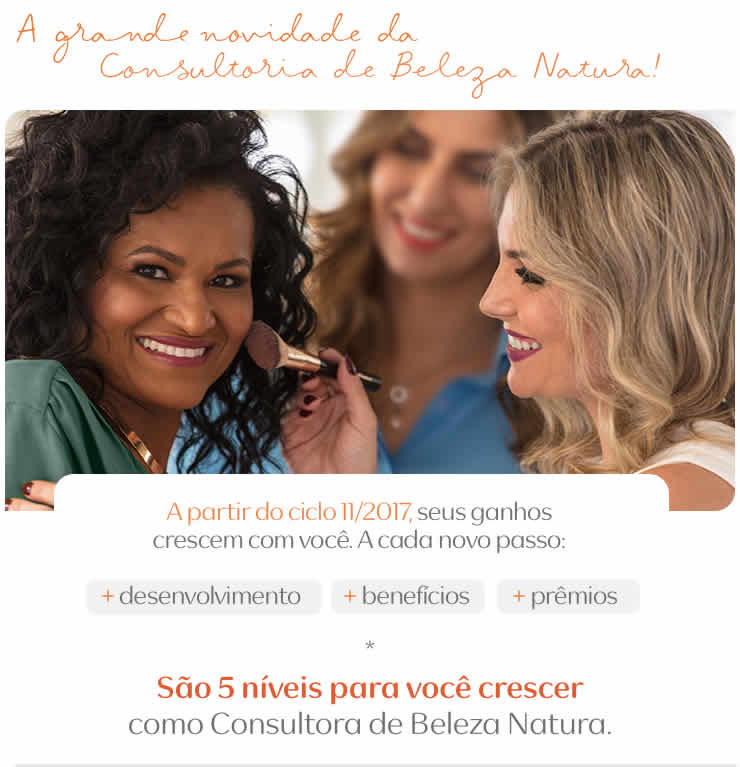 A grande novidade da
Consultoria de Beleza Natura!
A partir do ciclo 11/2017, seus ganhos
crescem com você. A cada novo passo:
+ desenvolvimento + benefícios + prêmios
*
São 5 níveis para você crescer
como Consultora de Beleza Natura.